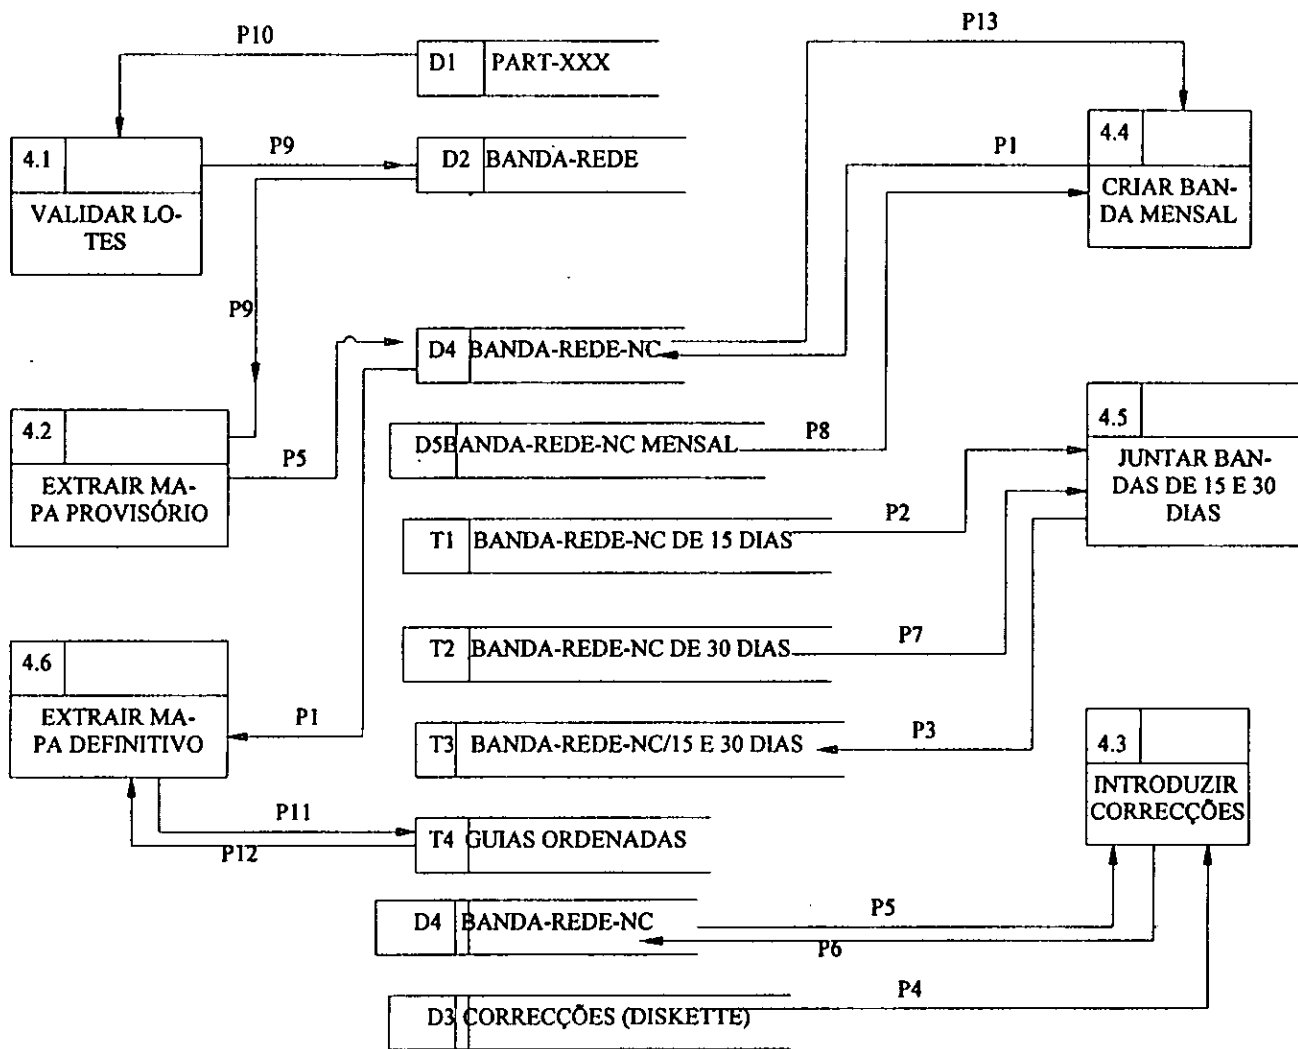 P10
P13
D1 PART-XXX
4.1
P9
D2 BANDA-REDE
P1
4.4
VALIDAR LO-
TES
CRIAR BAN-
DA MENSAL
P9
D4 BANDA-REDE-NC
4.2
P5
D5 BANDA-REDE-NC MENSAL
P8
4.5
EXTRAIR MA-
PA PROVISÓRIO
JUNTAR BAN-
DAS DE 15 E 30
DIAS
P2
T1 BANDA-REDE-NC DE 15 DIAS
T2 BANDA-REDE-NC DE 30 DIAS
P7
4.6
EXTRAIR MA-
PA DEFINITIVO
P1
T3 BANDA-REDE-NC/15 E 30 DIAS
P3
4.3
INTRODUZIR
CORRECÇÕES
P11
P12
T4 GUIAS ORDENADAS
D4 BANDA-REDE-NC
P5
P6
D3 CORRECÇÕES (DISKETTE)
P4